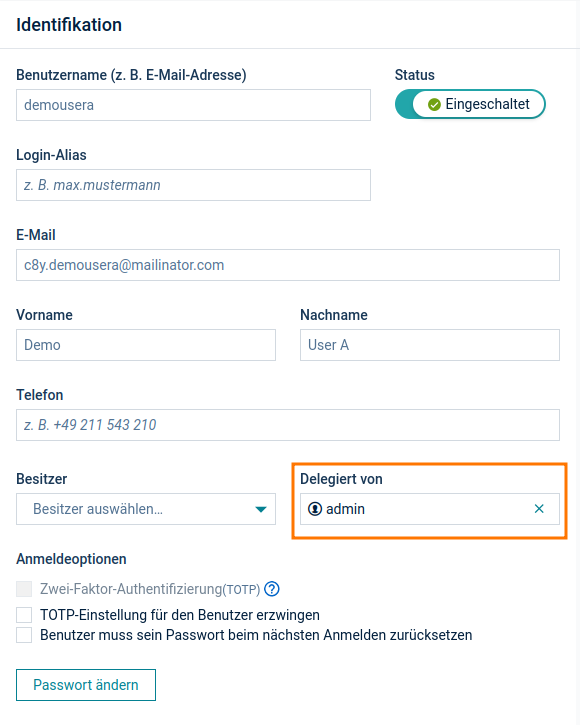 Identifikation
Benutzername (z. B. E-Mail-Adresse)
Status
demousera
Eingeschaltet
Login-Alias
z. B. max.mustermann
E-Mail
c8y.demousera@mailinator.com
Vorname
Nachname
Demo
User A
Telefon
z. B. +49 211 543 210
Besitzer
Delegiert von
Besitzer auswählen...
admin
Anmeldeoptionen
Zwei-Faktor-Authentifizierung(TOTP)
TOTP-Einstellung für den Benutzer erzwingen
Benutzer muss sein Passwort beim nächsten Anmelden zurücksetzen
Passwort ändern